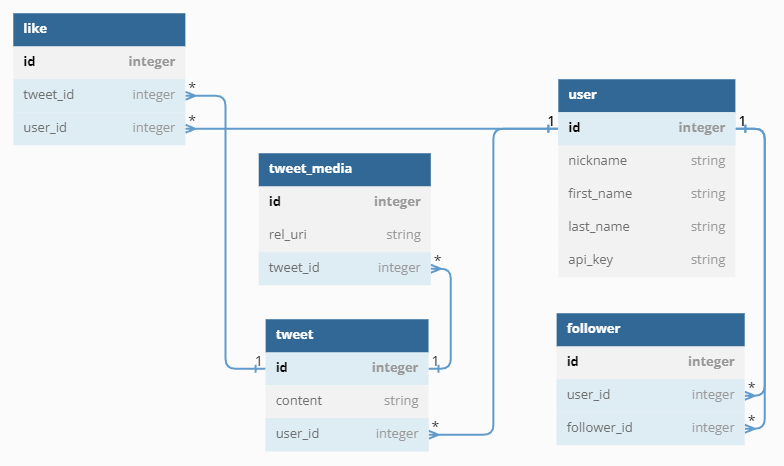 like
id integer
tweet_id integer *
user_id integer *
user
1 id integer 1
nickname string
first_name string
last_name string
api_key string
tweet_media
id integer
rel_uri string
tweet_id integer *
tweet
1 id integer 1
content string
user_id integer *
follower
id integer
user_id integer *
follower_id integer *